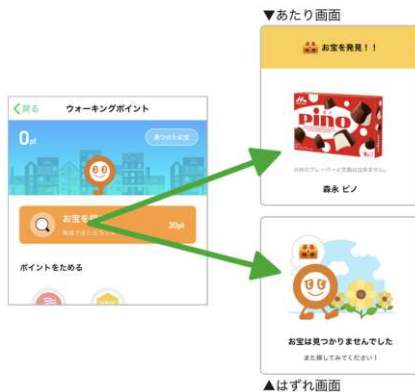 ▼あたり画面
お宝を発見！！
pino
森永 ピノ
戻る
ウォーキングポイント
0pt
見つけたお宝
お宝を
30pt
ポイントをためる
お宝は見つかりませんでした
また探してみてください！
▲はずれ画面